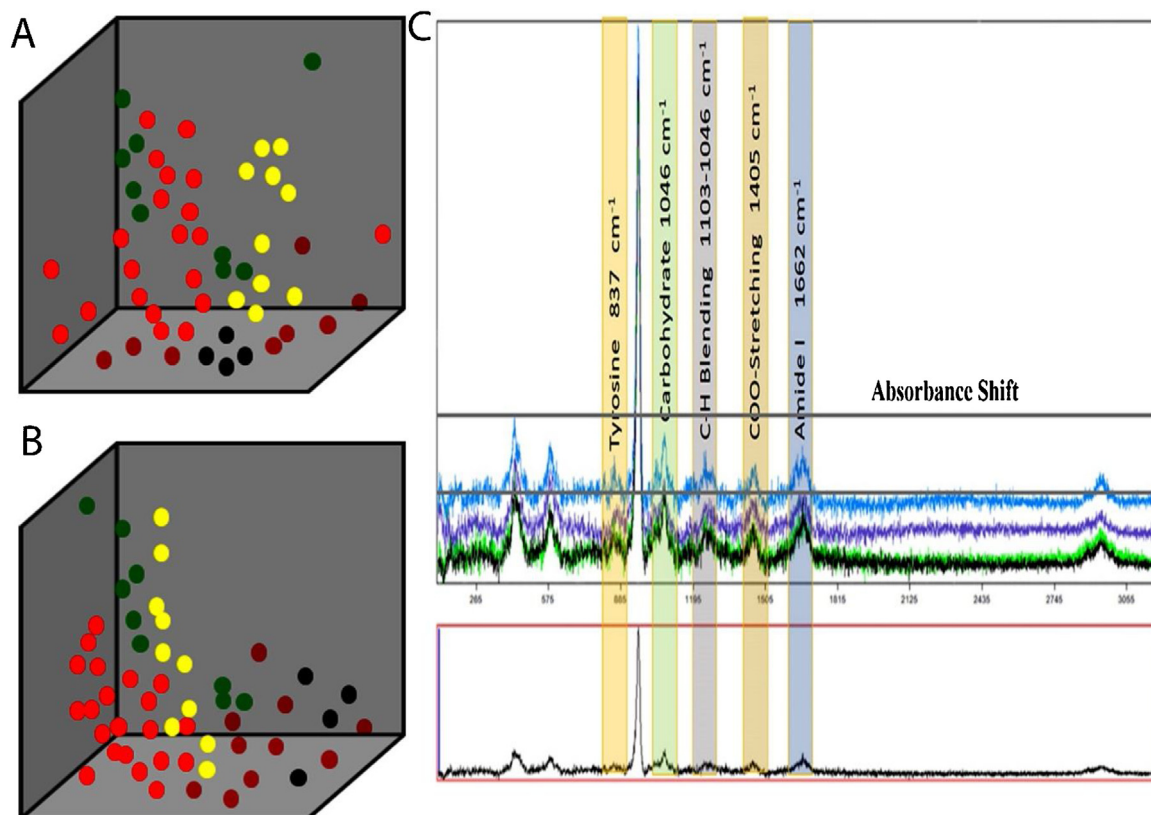 A
B
C
Tyrosine 837 cm-1
Carbohydrate 1046 cm-1
C-H Blending 1103-1046 cm-1
COO-Stretching 1405 cm-1
Amide I 1662 cm-1
Absorbance Shift
265 575 885 1195 1505 1815 2125 2435 2745 3055